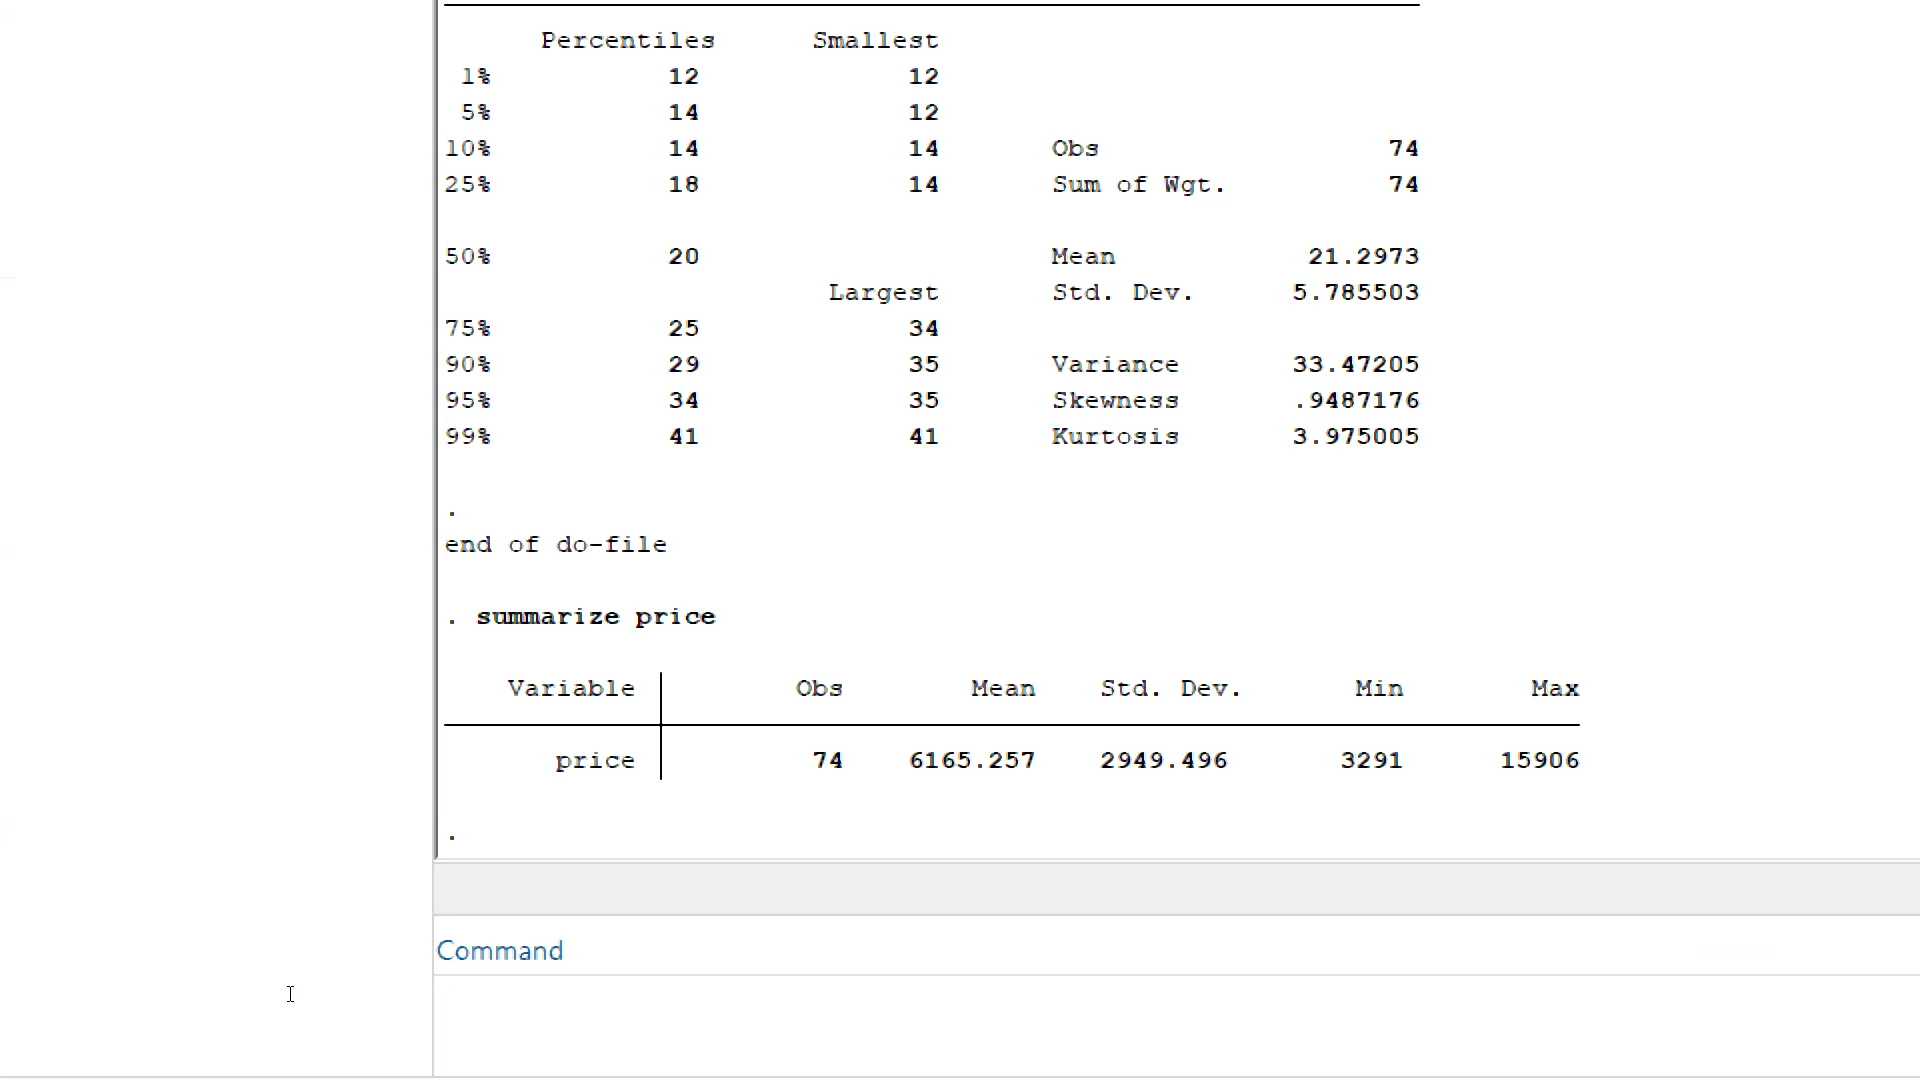 Percentiles Smallest
1% 12 12
5% 14 12
10% 14 14 Obs 74
25% 18 14 Sum of Wgt. 74
50% 20 Mean 21.2973
Largest Std. Dev. 5.785503
75% 25 34
90% 29 35 Variance 33.47205
95% 34 35 Skewness .9487176
99% 41 41 Kurtosis 3.975005
.
end of do-file
. summarize price
Variable Obs Mean Std. Dev. Min Max
price 74 6165.257 2949.496 3291 15906
.
Command